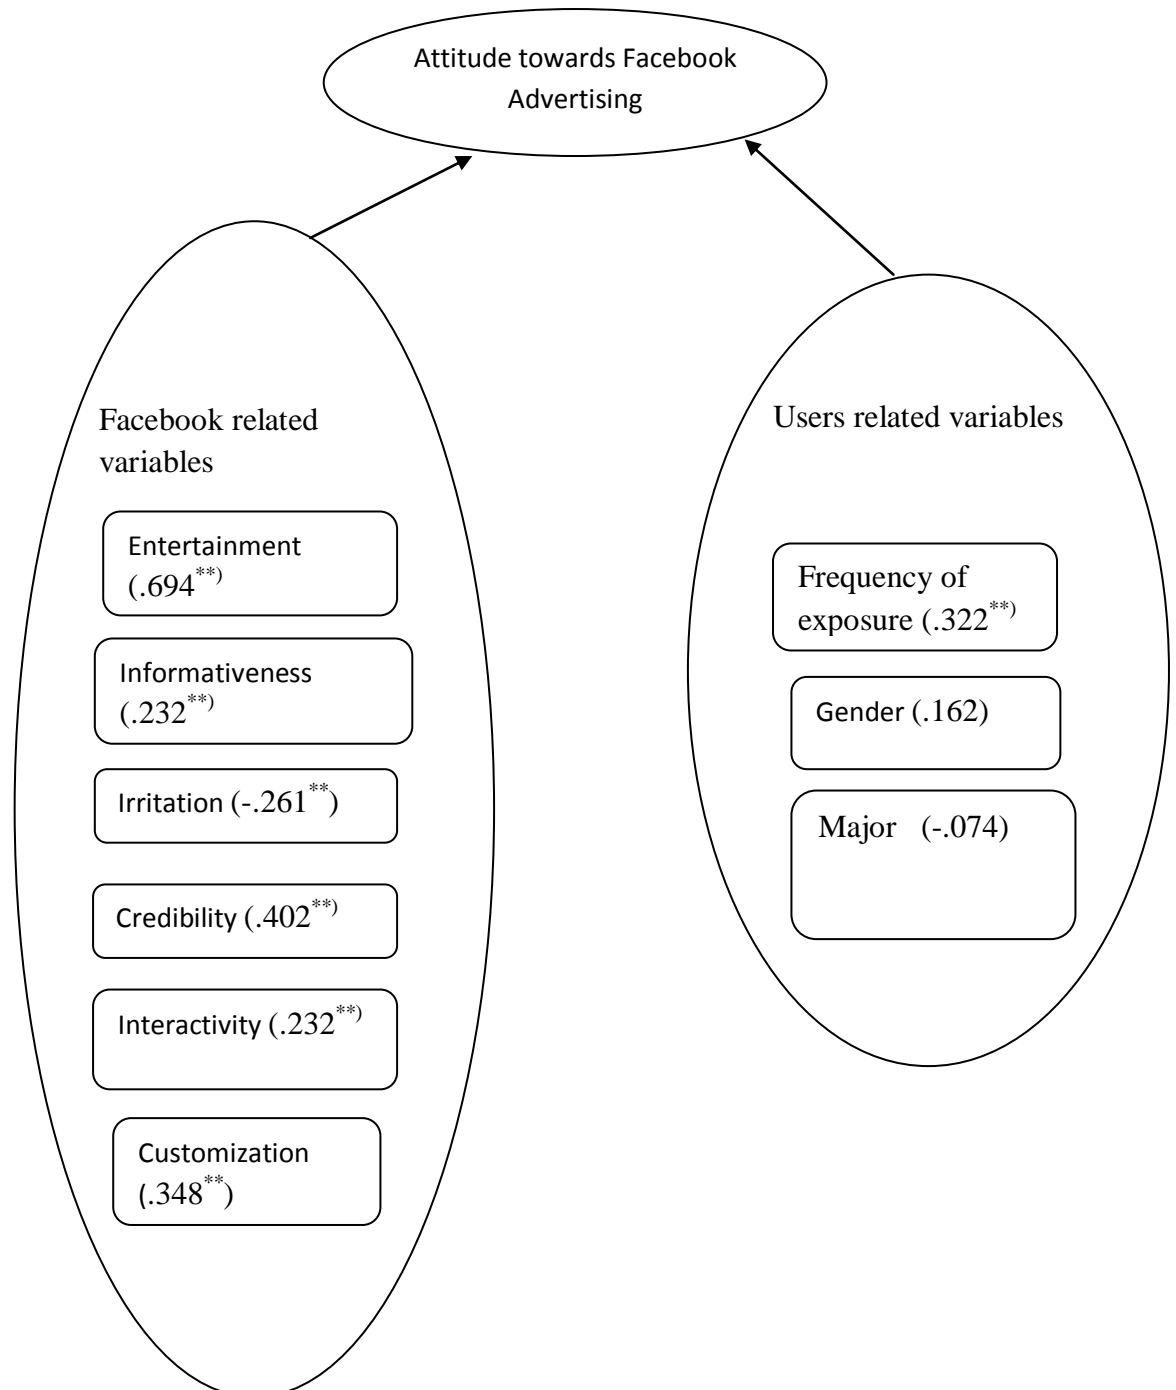 Attitude towards Facebook
Advertising
Facebook related
variables
Entertainment
(.694**)
Informativeness
(.232**)
Irritation (-.261**)
Credibility (.402**)
Interactivity (.232**)
Customization
(.348**)
Users related variables
Frequency of
exposure (.322**)
Gender (.162)
Major (-.074)